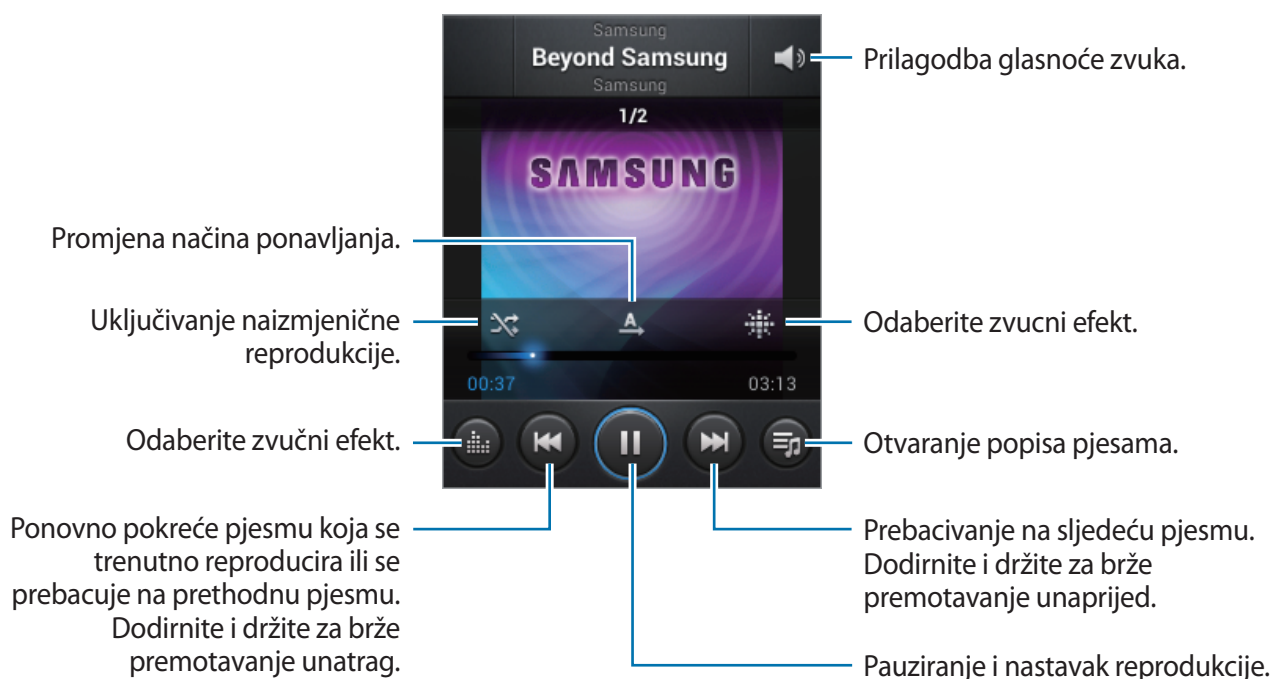 Samsung
Beyond Samsung
Samsung
Prilagodba glasnoće zvuka.
1/2
SAMSUNG
Promjena načina ponavljanja.
Uključivanje naizmjenične
reprodukcije.
A
Odaberite zvucni efekt.
00:37
03:13
Odaberite zvučni efekt.
Otvaranje popisa pjesama.
Ponovno pokreće pjesmu koja se
trenutno reproducira ili se
prebacuje na prethodnu pjesmu.
Dodirnite i držite za brže
premotavanje unatrag.
Prebacivanje na sljedeću pjesmu.
Dodirnite i držite za brže
premotavanje unaprijed.
Pauziranje i nastavak reprodukcije.